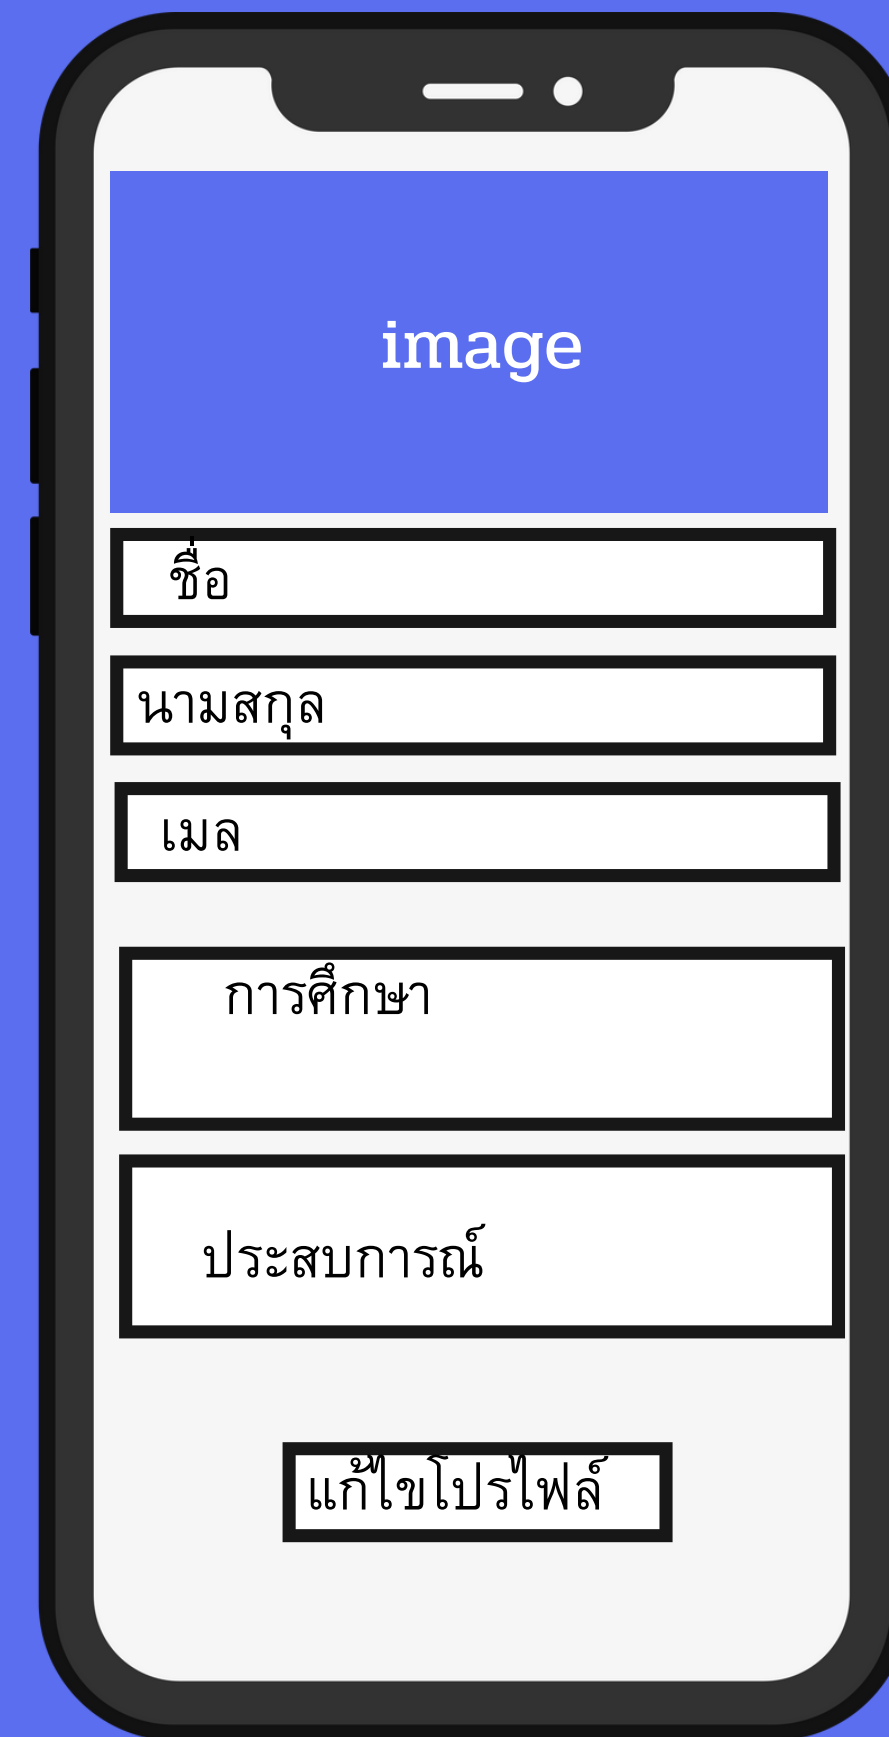 image
ชื่อ
นามสกุล
เมล
การศึกษา
ประสบการณ์
แก้ไขโปรไฟล์